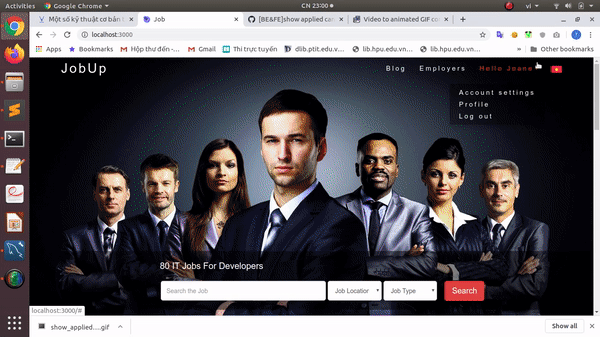 Activities Google Chrome ▾ CN 23:00 vi
Một số kỹ thuật cơ bản l Job [BE&FE]show applied can Video to animated GIF co
localhost:3000
Bookmarks Hộp thư đến -... Gmail Thi trực tuyến dlib.ptit.edu.vn... lib.hpu.edu.vn... lib.hpu.edu.vn... » Other bookmarks
JobUp Blog Employers Hello Joane
Account settings
Profile
Log out
80 IT Jobs For Developers
Search the Job Job Location Job Type Search
localhost:3000/#
show_applied....gif Show all